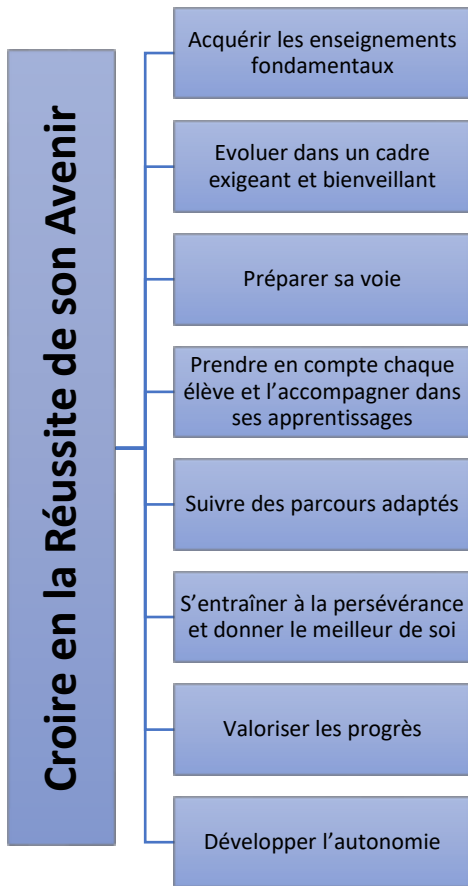 Croire en la Réussite de son Avenir
Acquérir les enseignements
fondamentaux
Evoluer dans un cadre
exigeant et bienveillant
Préparer sa voie
Prendre en compte chaque
élève et l’accompagner dans
ses apprentissages
Suivre des parcours adaptés
S’entraîner à la persévérance
et donner le meilleur de soi
Valoriser les progrès
Développer l’autonomie